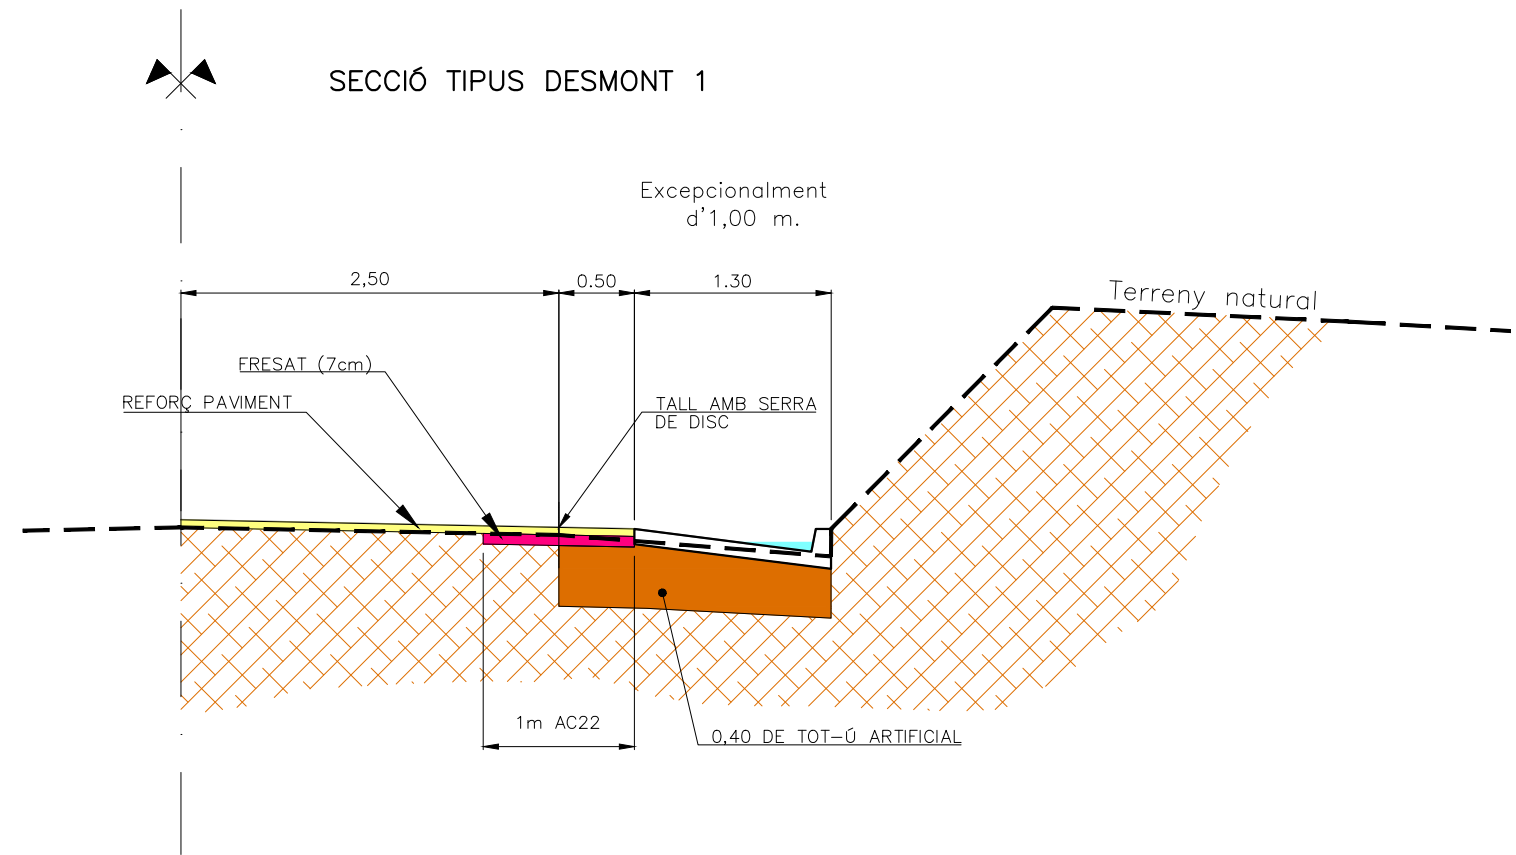 SECCIÓ TIPUS DESMONT 1
Excepcionalment
d'1,00 m.
2,50
0.50
1.30
Terreny natural
FRESAT (7cm)
REFORÇ PAVIMENT
TALL AMB SERRA
DE DISC
1m AC22
0,40 DE TOT-Ú ARTIFICIAL